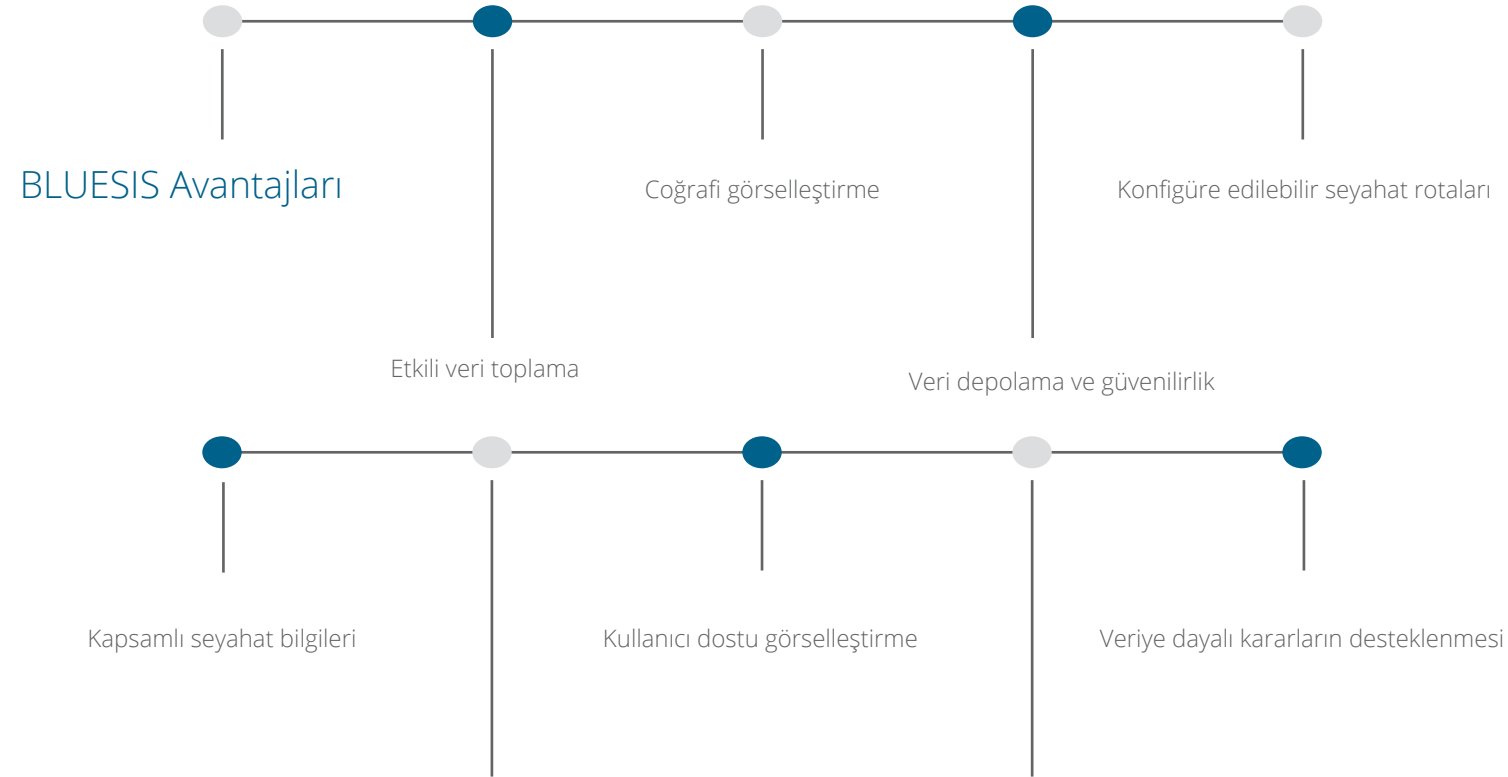 BLUESIS Avantajları
Coğrafi görselleştirme
Konfigüre edilebilir seyahat rotaları
Etkili veri toplama
Veri depolama ve güvenilirlik
Kapsamlı seyahat bilgileri
Kullanıcı dostu görselleştirme
Veriye dayalı kararların desteklenmesi